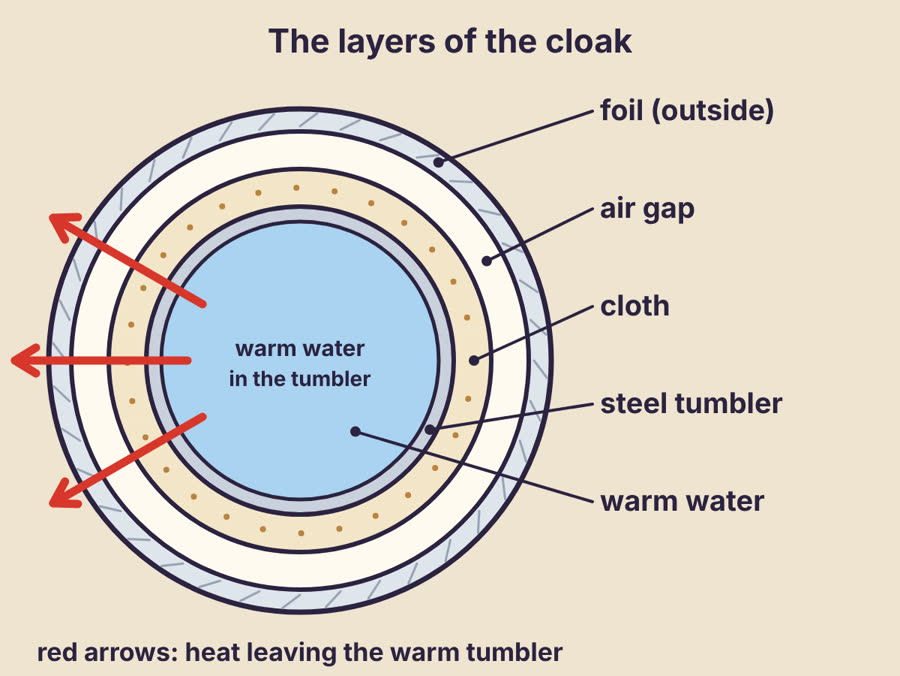 The layers of the cloak
foil (outside)
air gap
cloth
steel tumbler
warm water
warm water
in the tumbler
red arrows: heat leaving the warm tumbler